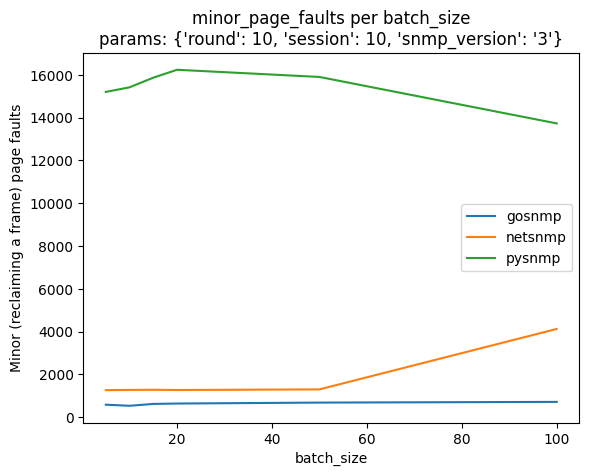 minor_page_faults per batch_size
params: {'round': 10, 'session': 10, 'snmp_version': '3'}
Minor (reclaiming a frame) page faults
16000
14000
12000
10000
8000
6000
4000
2000
0
gosnmp
netsnmp
pysnmp
20
40
60
80
100
batch_size